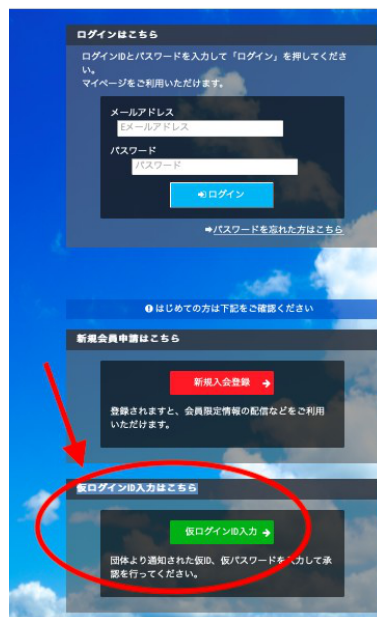 ログインはこちら
ログインIDとパスワードを入力して「ログイン」を押してくださ
い。
マイページをご利用いただけます。
メールアドレス
Eメールアドレス
パスワード
パスワード
ログイン
パスワードを忘れた方はこちら
はじめての方は下記をご確認ください
新規会員申請はこちら
新規入会登録
登録されますと、会員限定情報の配信などをご利用
いただけます。
仮ログインID入力はこちら
仮ログインID入力
団体より通知された仮ID、仮パスワードを入力して承
認を行ってください。